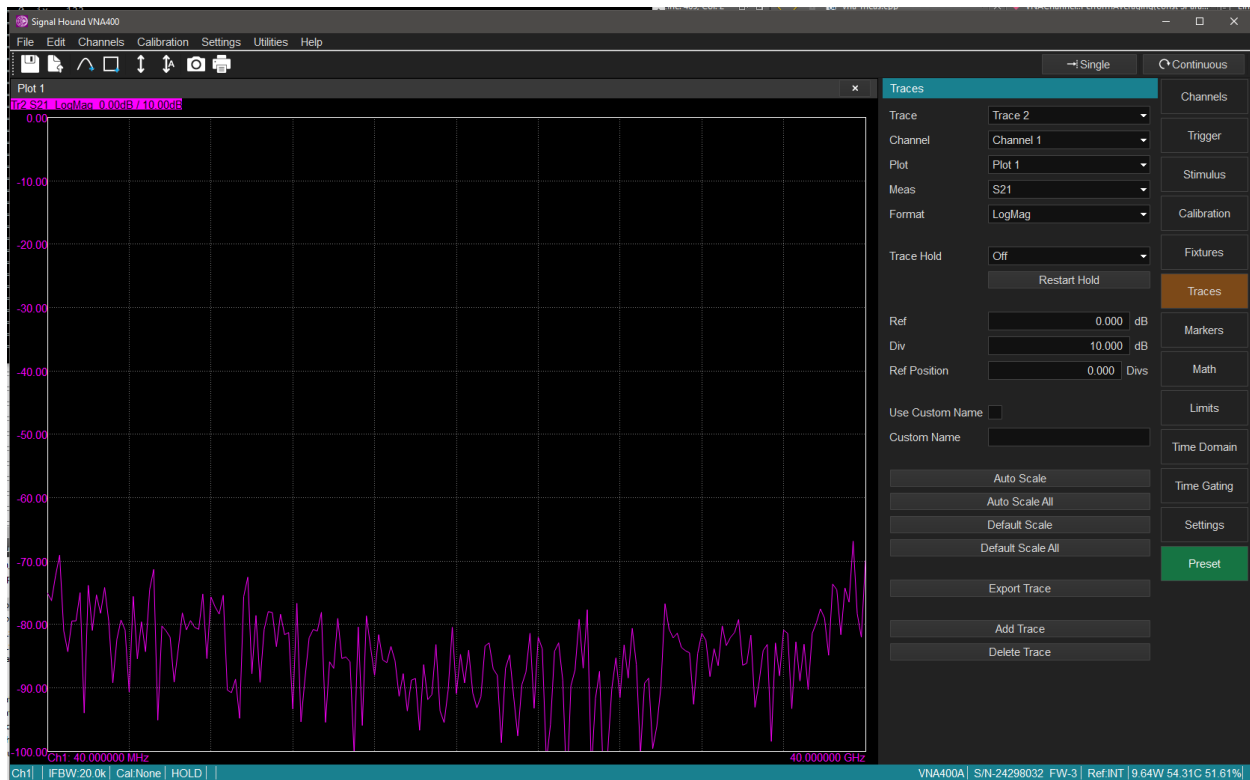 Signal Hound VNA400
File Edit Channels Calibration Settings Utilities Help
Single Continuous
Plot 1
Tr2 S21 LogMag 0.00dB / 10.00dB
0.00
-10.00
-20.00
-30.00
-40.00
-50.00
-60.00
-70.00
-80.00
-90.00
-100.00
Ch1: 40.000000 MHz 40.000000 GHz
Traces
Trace Trace 2
Channel Channel 1
Plot Plot 1
Meas S21
Format LogMag
Trace Hold Off
Restart Hold
Ref 0.000 dB
Div 10.000 dB
Ref Position 0.000 Divs
Use Custom Name
Custom Name
Auto Scale
Auto Scale All
Default Scale
Default Scale All
Export Trace
Add Trace
Delete Trace
Channels
Trigger
Stimulus
Calibration
Fixtures
Traces
Markers
Math
Limits
Time Domain
Time Gating
Settings
Preset
Ch1 IFBW:20.0k Cal:None HOLD VNA400A S/N-24298032 FW-3 Ref:INT 9.64W 54.31C 51.61%